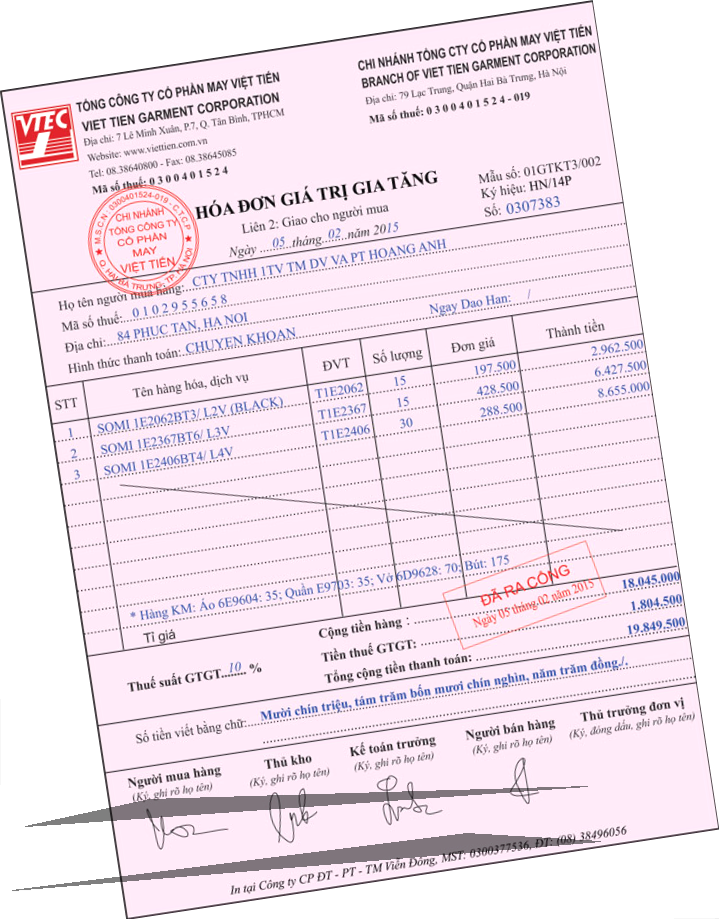 VTEC
TỔNG CÔNG TY CỔ PHẦN MAY VIỆT TIẾN
VIET TIEN GARMENT CORPORATION
Địa chỉ: 7 Lê Minh Xuân, P.7, Q. Tân Bình, TPHCM
Website: www.viettien.com.vn
Tel: 08.38640800 - Fax: 08.38645085
Mã số thuế: 0 3 0 0 4 0 1 5 2 4
CHI NHÁNH TỔNG CTY CỔ PHẦN MAY VIỆT TIẾN
BRANCH OF VIET TIEN GARMENT CORPORATION
Địa chỉ: 79 Lạc Trung, Quận Hai Bà Trưng, Hà Nội
Mã số thuế: 0 3 0 0 4 0 1 5 2 4 - 019
M.S.C.N: 0300401524-019 - C.T.C.P
CHI NHÁNH
TỔNG CÔNG TY
CỔ PHẦN
MAY
VIỆT TIẾN
Q. HAI BÀ TRƯNG, TP. HÀ NỘI
HÓA ĐƠN GIÁ TRỊ GIA TĂNG
Liên 2: Giao cho người mua
Ngày 05 tháng 02 năm 2015
Mẫu số: 01GTKT3/002
Ký hiệu: HN/14P
Số: 0307383
Họ tên người mua hàng: CTY TNHH 1TV TM DV VA PT HOANG ANH
Mã số thuế: 0 1 0 2 9 5 5 6 5 8
Địa chỉ: 84 PHUC TAN, HA NOI
Hình thức thanh toán: CHUYEN KHOAN Ngay Dao Han: /
STT Tên hàng hóa, dịch vụ ĐVT Số lượng Đơn giá Thành tiền
1 SOMI 1E2062BT3/ L2V (BLACK) T1E2062 15 197.500 2.962.500
2 SOMI 1E2367BT6/ L3V T1E2367 15 428.500 6.427.500
3 SOMI 1E2406BT4/ L4V T1E2406 30 288.500 8.655.000
* Hàng KM: Áo 6E9604: 35; Quần E9703: 35; Vớ 6D9628: 70; Bút: 175
ĐÃ RA CỔNG
Ngày 05 tháng 02 năm 2015
Tỉ giá
Cộng tiền hàng : 18.045.000
Thuế suất GTGT 10 % Tiền thuế GTGT: 1.804.500
Tổng cộng tiền thanh toán: 19.849.500
Số tiền viết bằng chữ: Mười chín triệu, tám trăm bốn mươi chín nghìn, năm trăm đồng./.
Người mua hàng Thủ kho Kế toán trưởng Người bán hàng Thủ trưởng đơn vị
(Ký, ghi rõ họ tên) (Ký, ghi rõ họ tên) (Ký, ghi rõ họ tên) (Ký, ghi rõ họ tên) (Ký, đóng dấu, ghi rõ họ tên)
In tại Công ty CP ĐT - PT - TM Viễn Đông, MST: 0300377536, ĐT: (08) 38496056